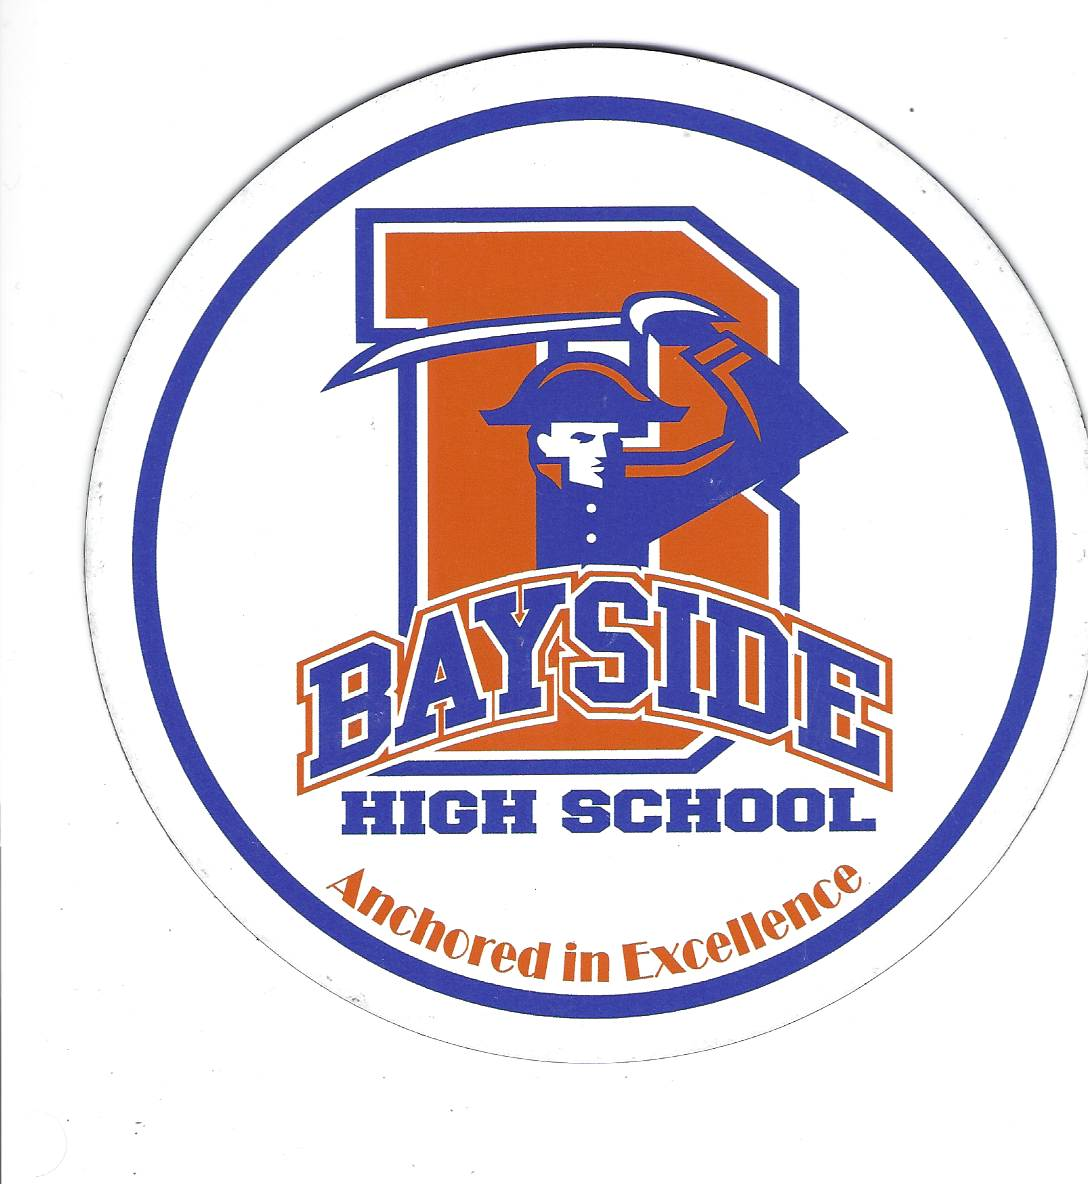 BAYSIDE
HIGH SCHOOL
Anchored in Excellence